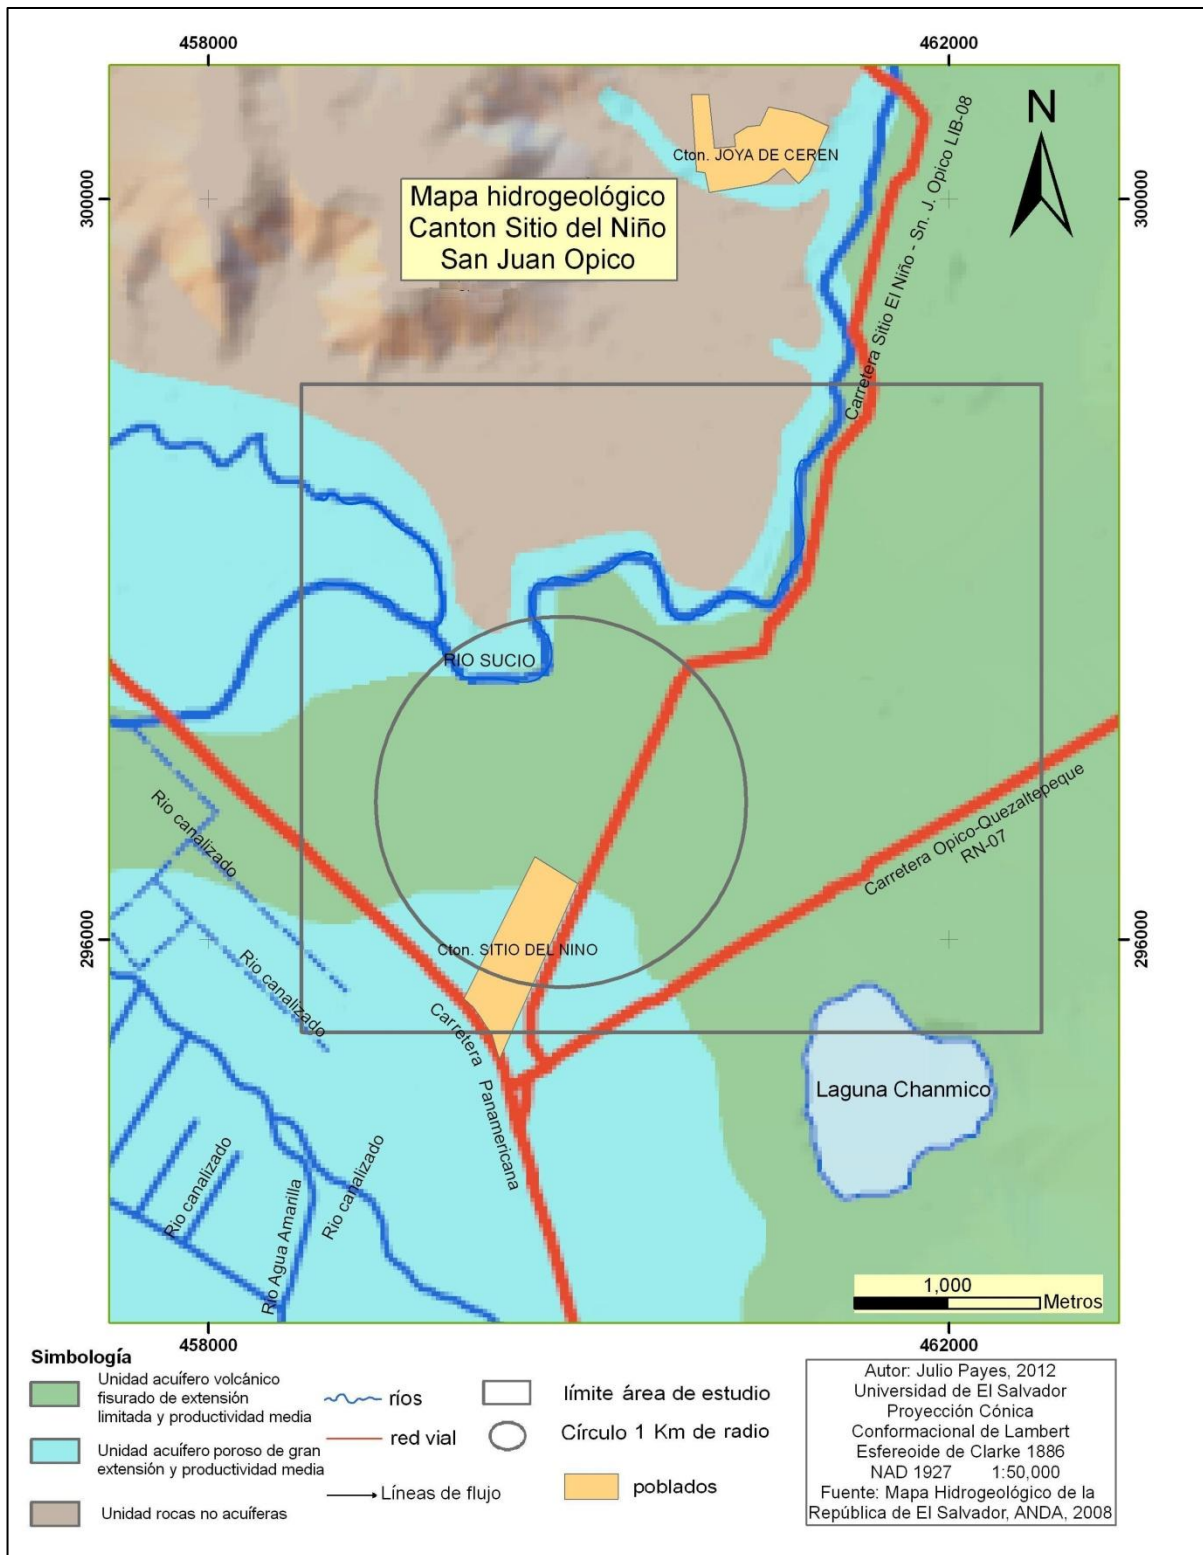 458000
462000
N
Cton. JOYA DE CEREN
Carretera Sitio El Niño - Sn. J. Opico LIB-08
300000
300000
Mapa hidrogeológico
Canton Sitio del Niño
San Juan Opico
RIO SUCIO
Rio canalizado
Carretera Opico-Quezaltepeque
RN-07
296000
296000
Cton. SITIO DEL NINO
Rio canalizado
Carretera Panamericana
Laguna Chanmico
Rio canalizado
Rio Agua Amarilla
Rio canalizado
1,000
Metros
458000
462000
Simbología
Unidad acuífero volcánico
fisurado de extensión
limitada y productividad media
Unidad acuífero poroso de gran
extensión y productividad media
Unidad rocas no acuíferas
ríos
red vial
Líneas de flujo
límite área de estudio
Círculo 1 Km de radio
poblados
Autor: Julio Payes, 2012
Universidad de El Salvador
Proyección Cónica
Conformacional de Lambert
Esfereoide de Clarke 1886
NAD 1927 1:50,000
Fuente: Mapa Hidrogeológico de la
República de El Salvador, ANDA, 2008